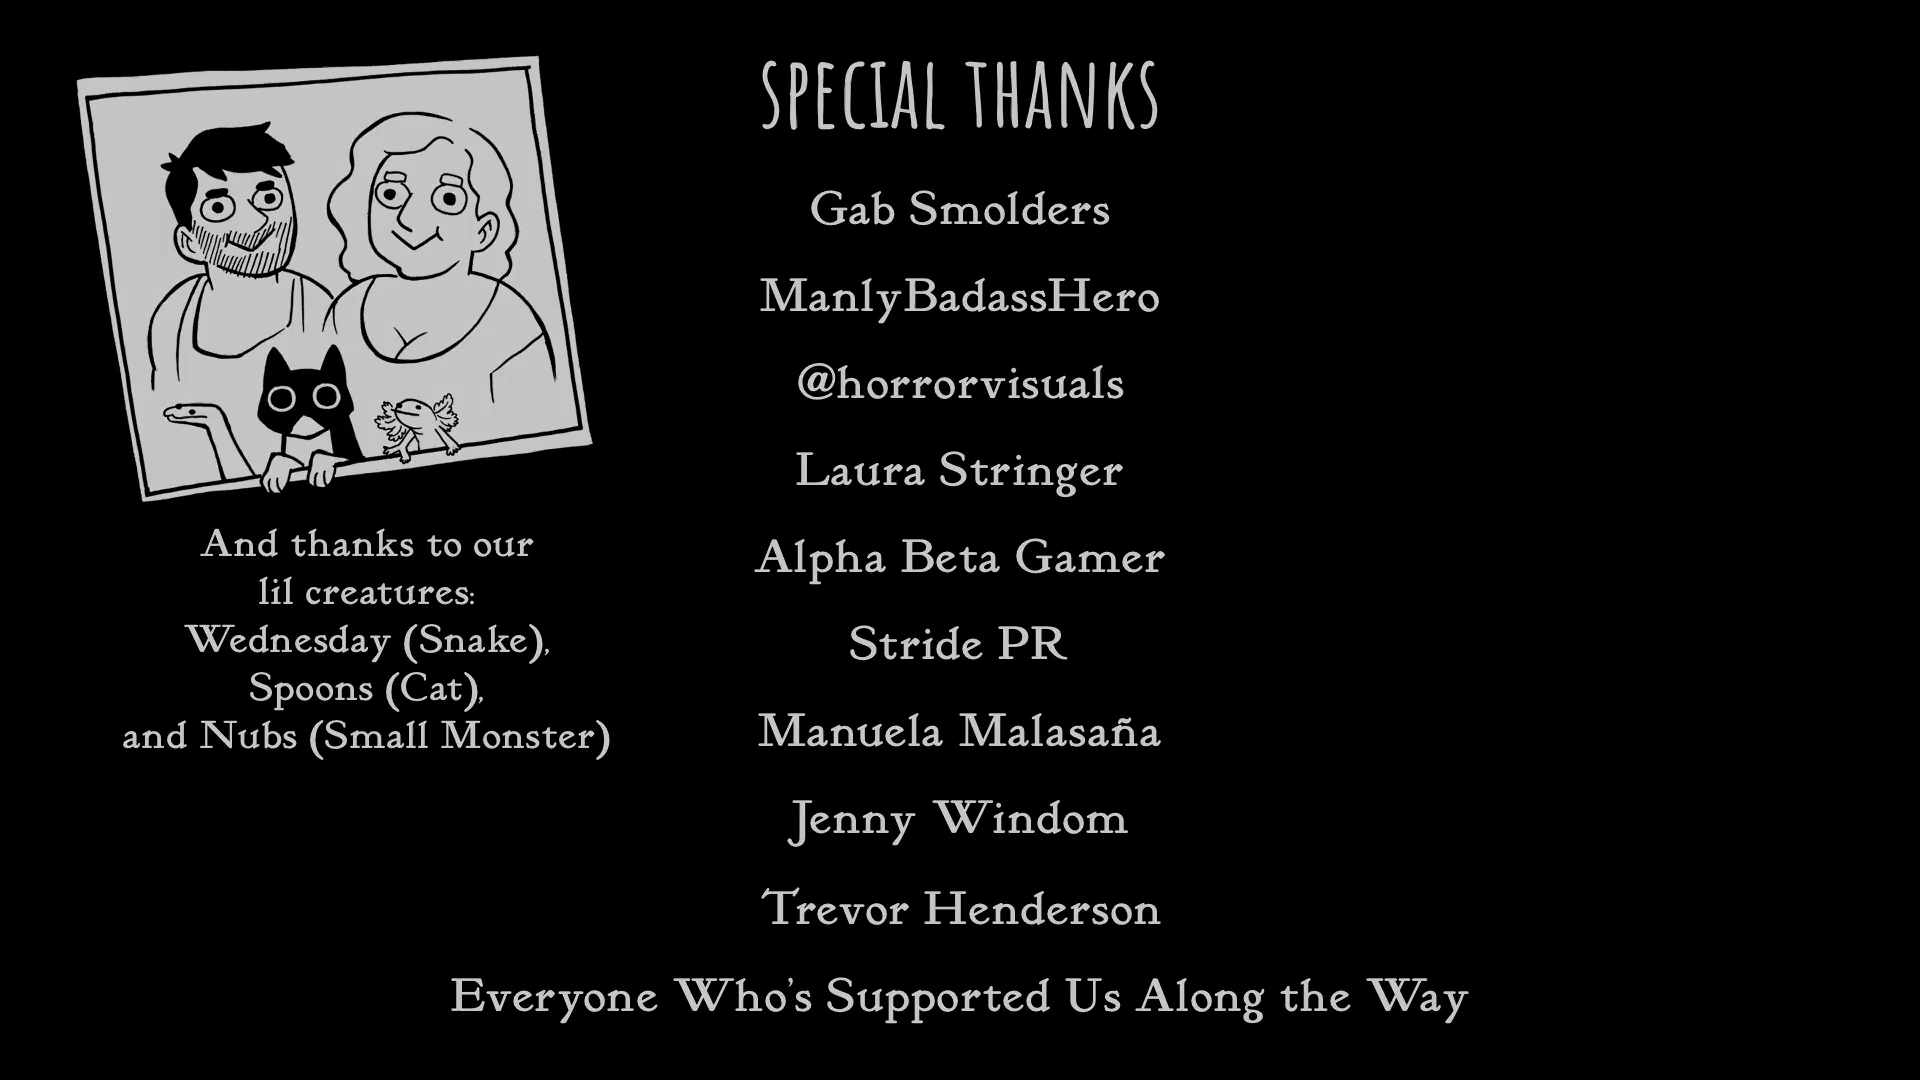 SPECIAL THANKS
Gab Smolders
ManlyBadassHero
@horrorvisuals
Laura Stringer
Alpha Beta Gamer
Stride PR
Manuela Malasaña
Jenny Windom
Trevor Henderson
Everyone Who's Supported Us Along the Way
And thanks to our
lil creatures:
Wednesday (Snake),
Spoons (Cat),
and Nubs (Small Monster)